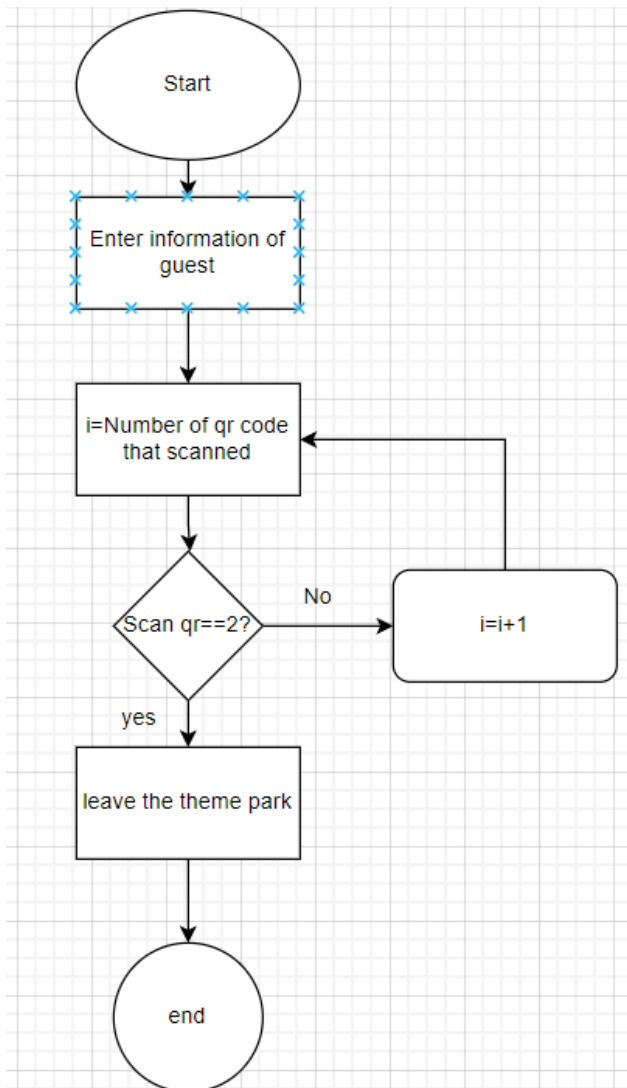 Start
Enter information of
guest
i=Number of qr code
that scanned
Scan qr==2?
No
i=i+1
yes
leave the theme park
end